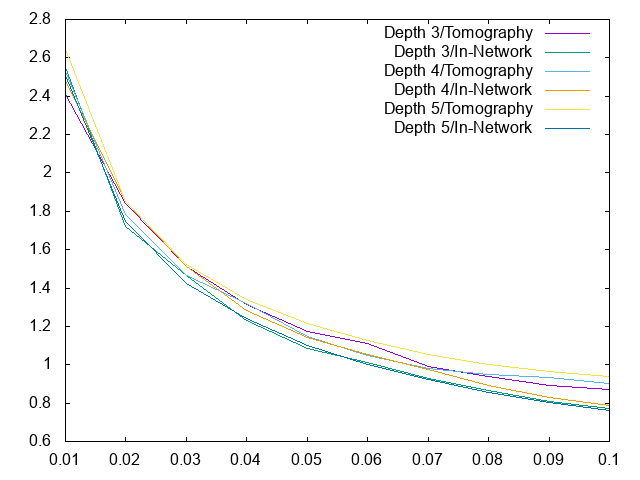 2.8
2.6
2.4
2.2
2
1.8
1.6
1.4
1.2
1
0.8
0.6
0.01 0.02 0.03 0.04 0.05 0.06 0.07 0.08 0.09 0.1
Depth 3/Tomography
Depth 3/In-Network
Depth 4/Tomography
Depth 4/In-Network
Depth 5/Tomography
Depth 5/In-Network